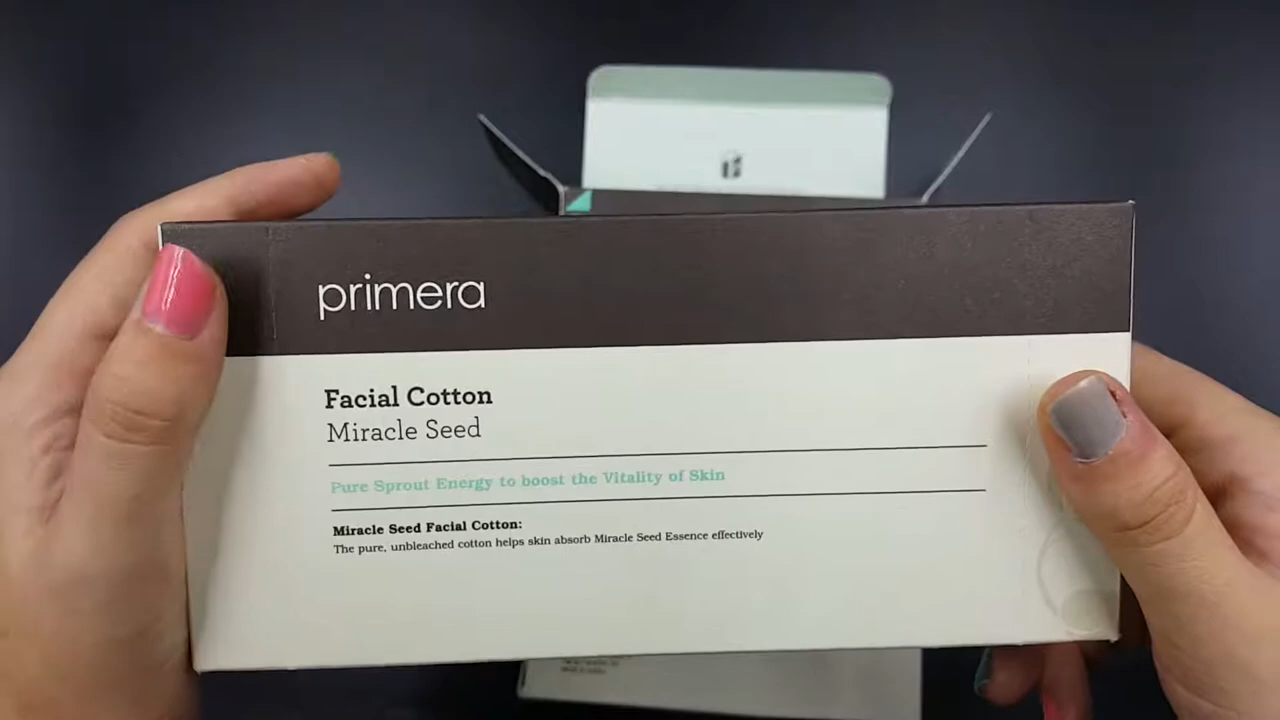 primera
Facial Cotton
Miracle Seed
Pure Sprout Energy to boost the Vitality of Skin
Miracle Seed Facial Cotton:
The pure, unbleached cotton helps skin absorb Miracle Seed Essence effectively